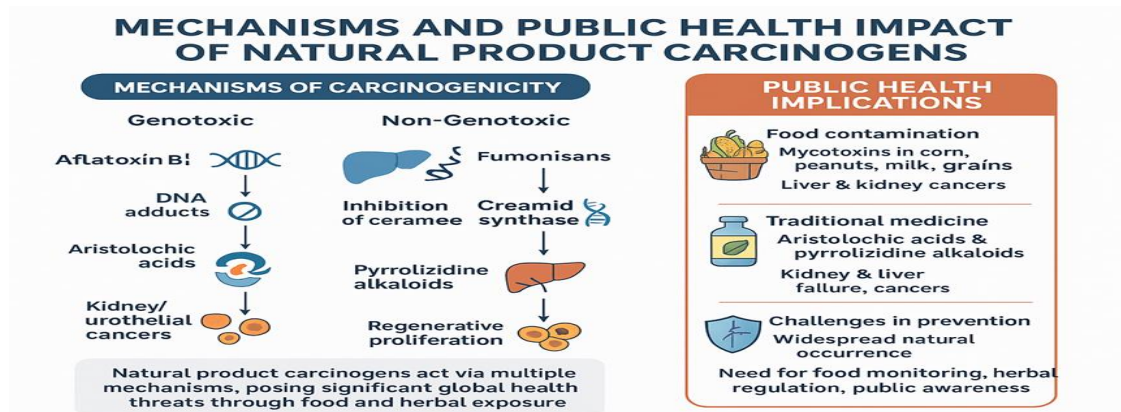 MECHANISMS AND PUBLIC HEALTH IMPACT
OF NATURAL PRODUCT CARCINOGENS
MECHANISMS OF CARCINOGENICITY
Genotoxic
Aflatoxin B¦
DNA
adducts
Aristolochic
acids
Kidney/
urothelial
cancers
Non-Genotoxic
Fumonisans
Inhibition
of ceramee
Creamid
synthase
Pyrrolizidine
alkaloids
Regenerative
proliferation
Natural product carcinogens act via multiple
mechanisms, posing significant global health
threats through food and herbal exposure
PUBLIC HEALTH
IMPLICATIONS
Food contamination
Mycotoxins in corn,
peanuts, milk, graíns
Liver & kidney cancers
Traditional medicine
Aristolochic acids &
pyrrolizidine alkaloids
Kidney & liver
fallure, cancers
Challenges in prevention
Widespread natural
occurrence
Need for food monitoring, herbal
regulation, public awareness